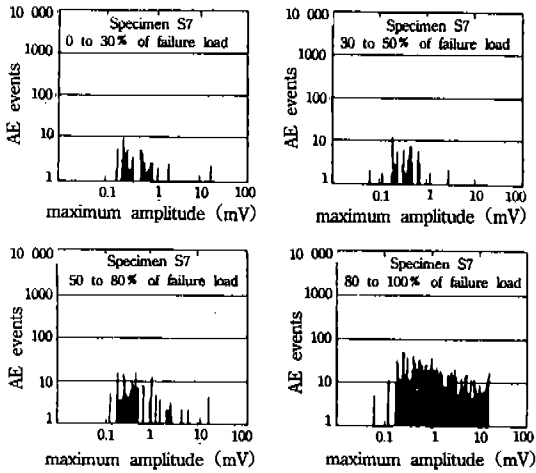 10 000
Specimen S7
0 to 30% of failure load
1000
100
10
1
AE events
0.1 1 10 100
maximum amplitude (mV)
10 000
Specimen S7
30 to 50% of failure load
1000
100
10
1
AE events
0.1 1 10 100
maximum amplitude (mV)
10 000
Specimen S7
50 to 80% of failure load
1000
100
10
1
AE events
0.1 1 10 100
maximum amplitude (mV)
10 000
Specimen S7
80 to 100% of failure load
1000
100
10
1
AE events
0.1 1 10 100
maximum amplitude (mV)